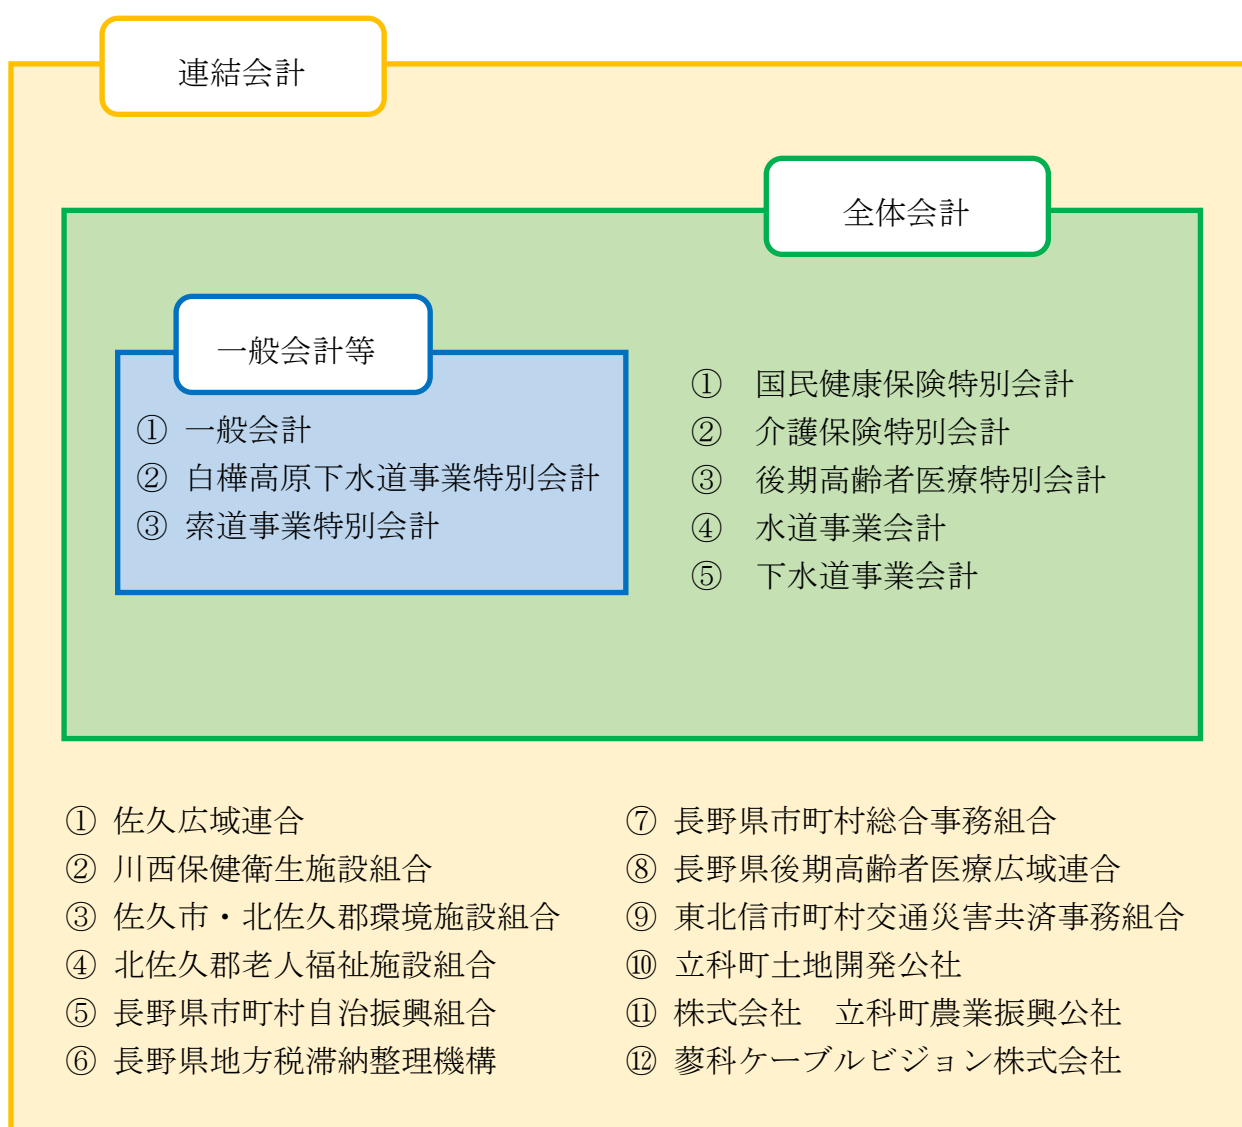 連結会計
全体会計
一般会計等
① 一般会計
② 白樺高原下水道事業特別会計
③ 索道事業特別会計
① 国民健康保険特別会計
② 介護保険特別会計
③ 後期高齢者医療特別会計
④ 水道事業会計
⑤ 下水道事業会計
① 佐久広域連合
② 川西保健衛生施設組合
③ 佐久市・北佐久郡環境施設組合
④ 北佐久郡老人福祉施設組合
⑤ 長野県市町村自治振興組合
⑥ 長野県地方税滞納整理機構
⑦ 長野県市町村総合事務組合
⑧ 長野県後期高齢者医療広域連合
⑨ 東北信市町村交通災害共済事務組合
⑩ 立科町土地開発公社
⑪ 株式会社　立科町農業振興公社
⑫ 蓼科ケーブルビジョン株式会社